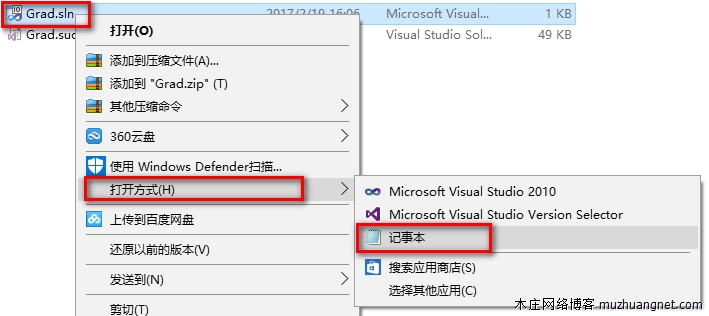 Grad.sln 2017/2/19 16:06 Microsoft Visual... 1 KB
Grad.suo Visual Studio Sol... 49 KB
打开(O)
添加到压缩文件(A)...
添加到 "Grad.zip" (T)
其他压缩命令
360云盘
使用 Windows Defender扫描...
打开方式(H)
上传到百度网盘
还原以前的版本(V)
发送到(N)
剪切(T)
Microsoft Visual Studio 2010
Microsoft Visual Studio Version Selector
记事本
搜索应用商店(S)
选择其他应用(C)
本庄网络博客 muzhuangnet.com